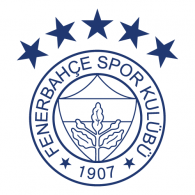 FENERBAHÇE SPOR KULÜBÜ
1907